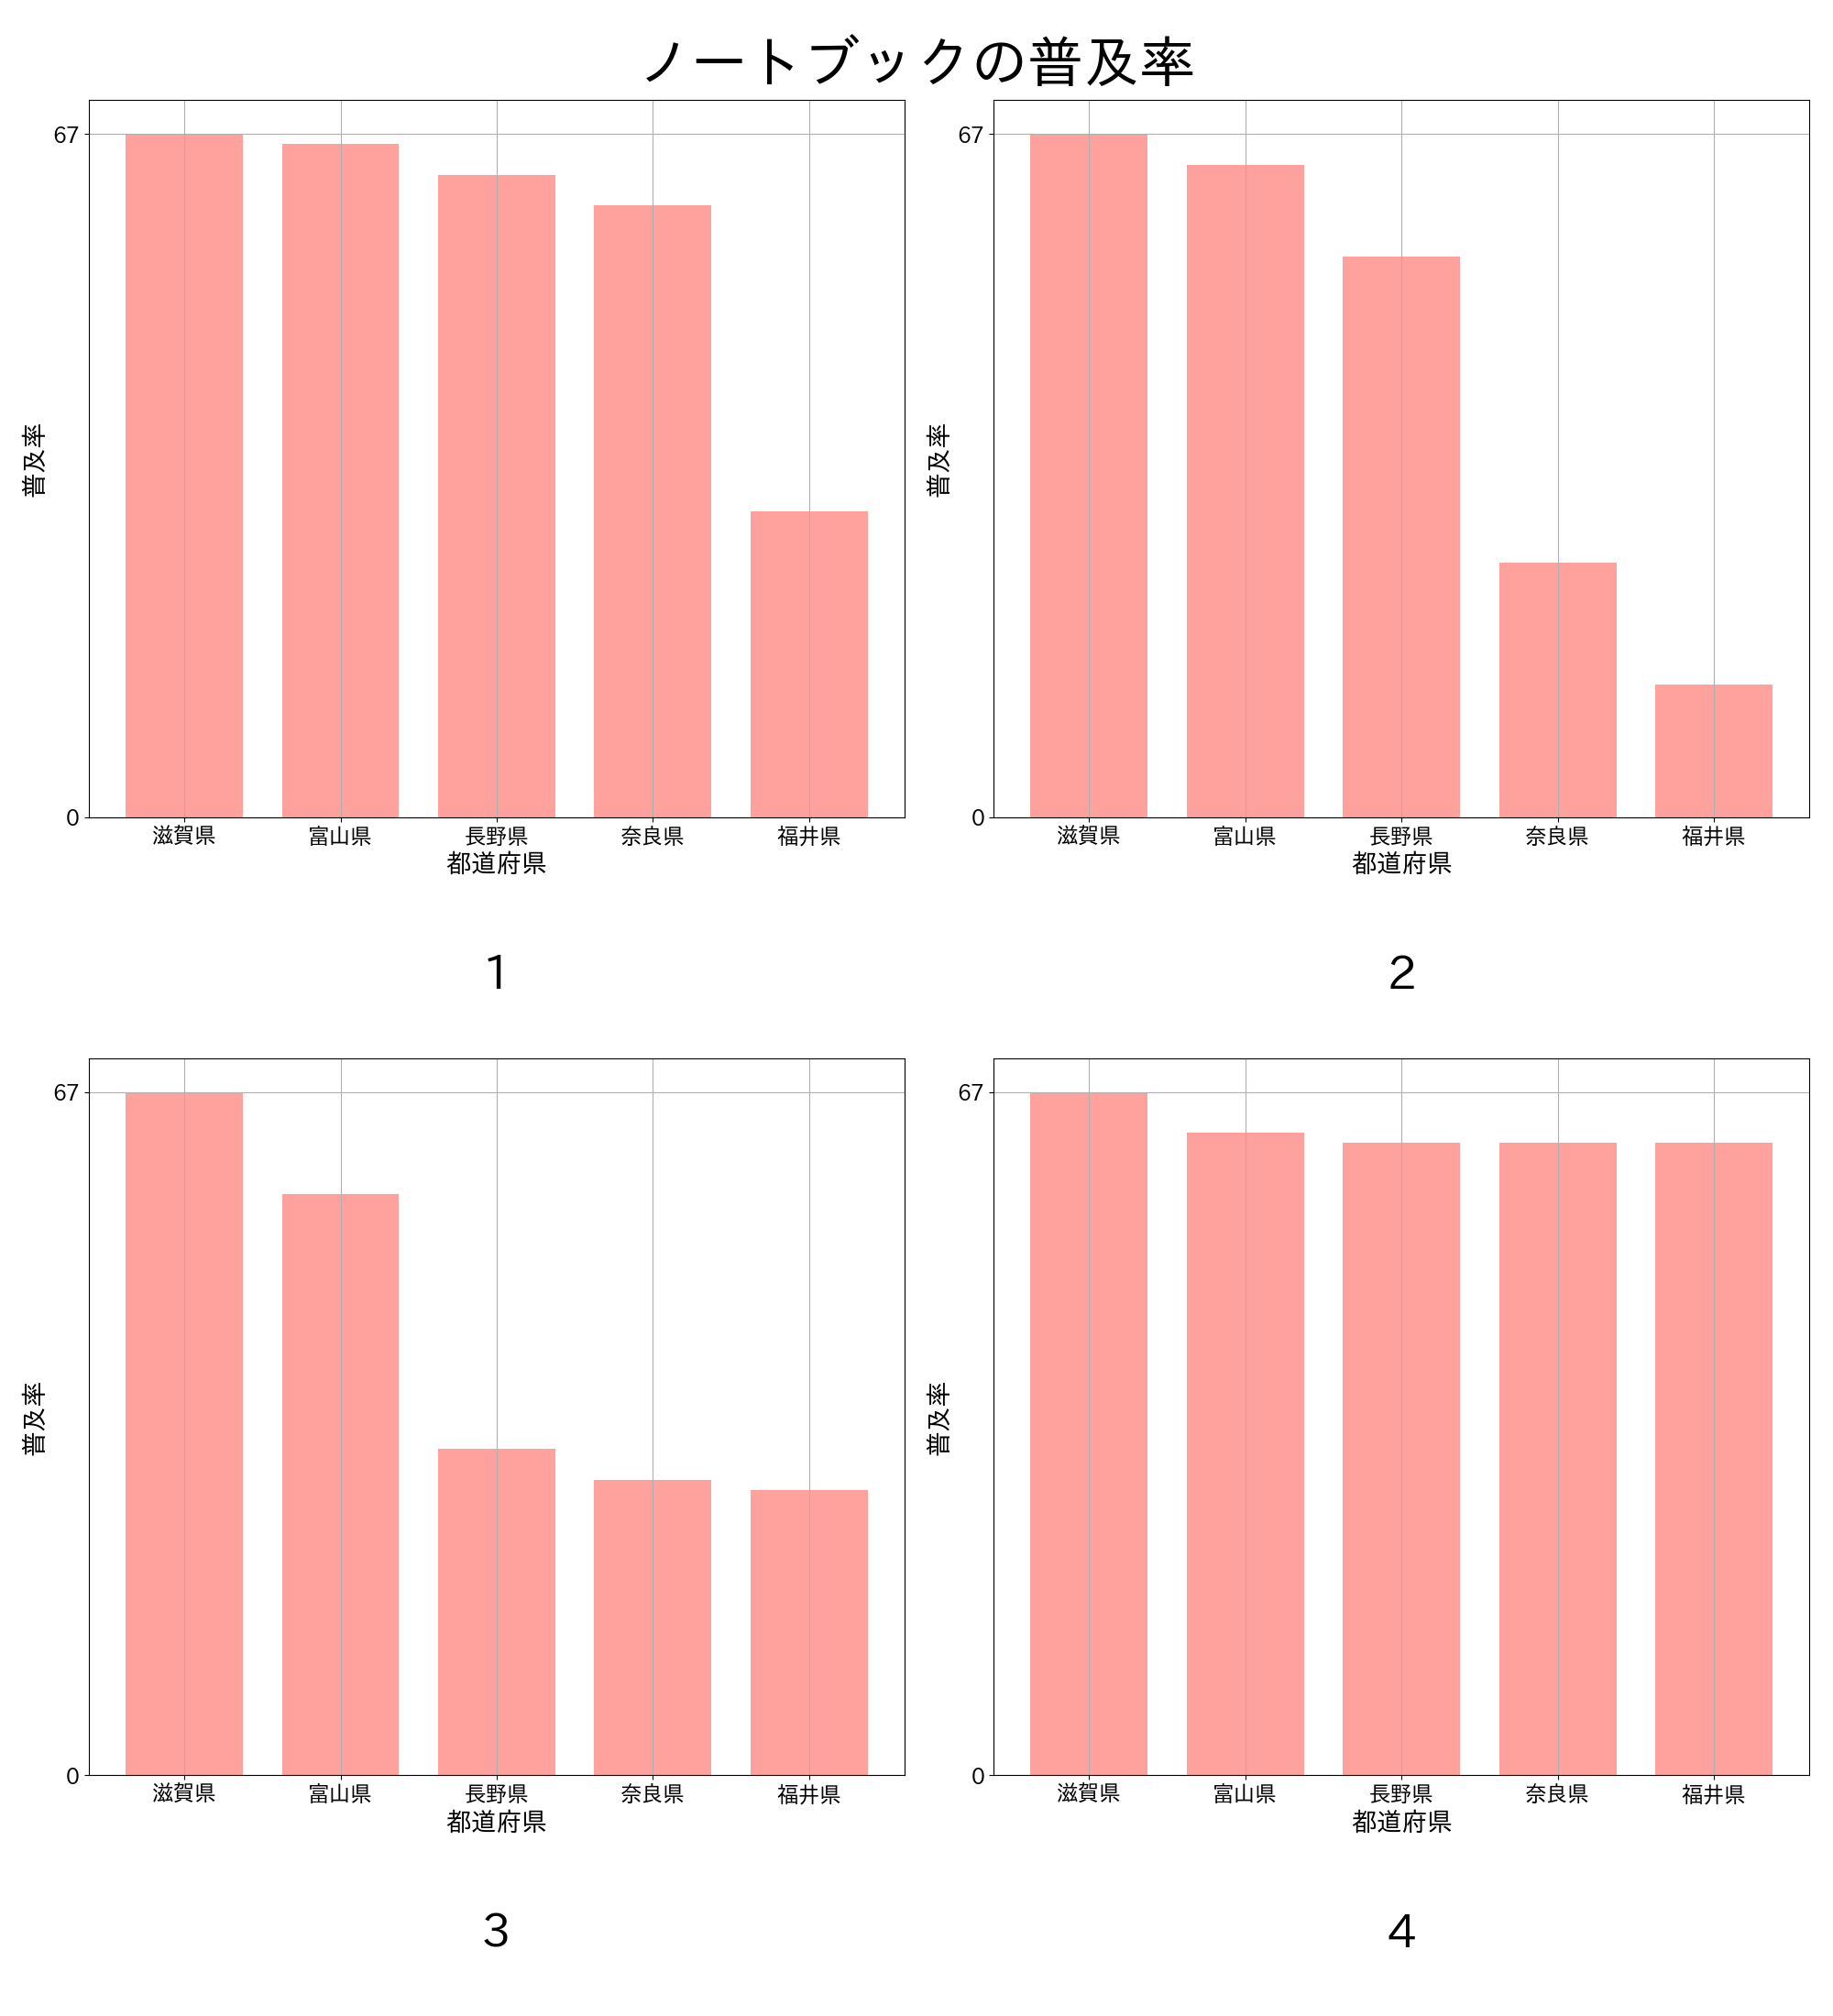 ノートブックの普及率
67
0
普及率
滋賀県 富山県 長野県 奈良県 福井県
都道府県
1
67
0
普及率
滋賀県 富山県 長野県 奈良県 福井県
都道府県
2
67
0
普及率
滋賀県 富山県 長野県 奈良県 福井県
都道府県
3
67
0
普及率
滋賀県 富山県 長野県 奈良県 福井県
都道府県
4